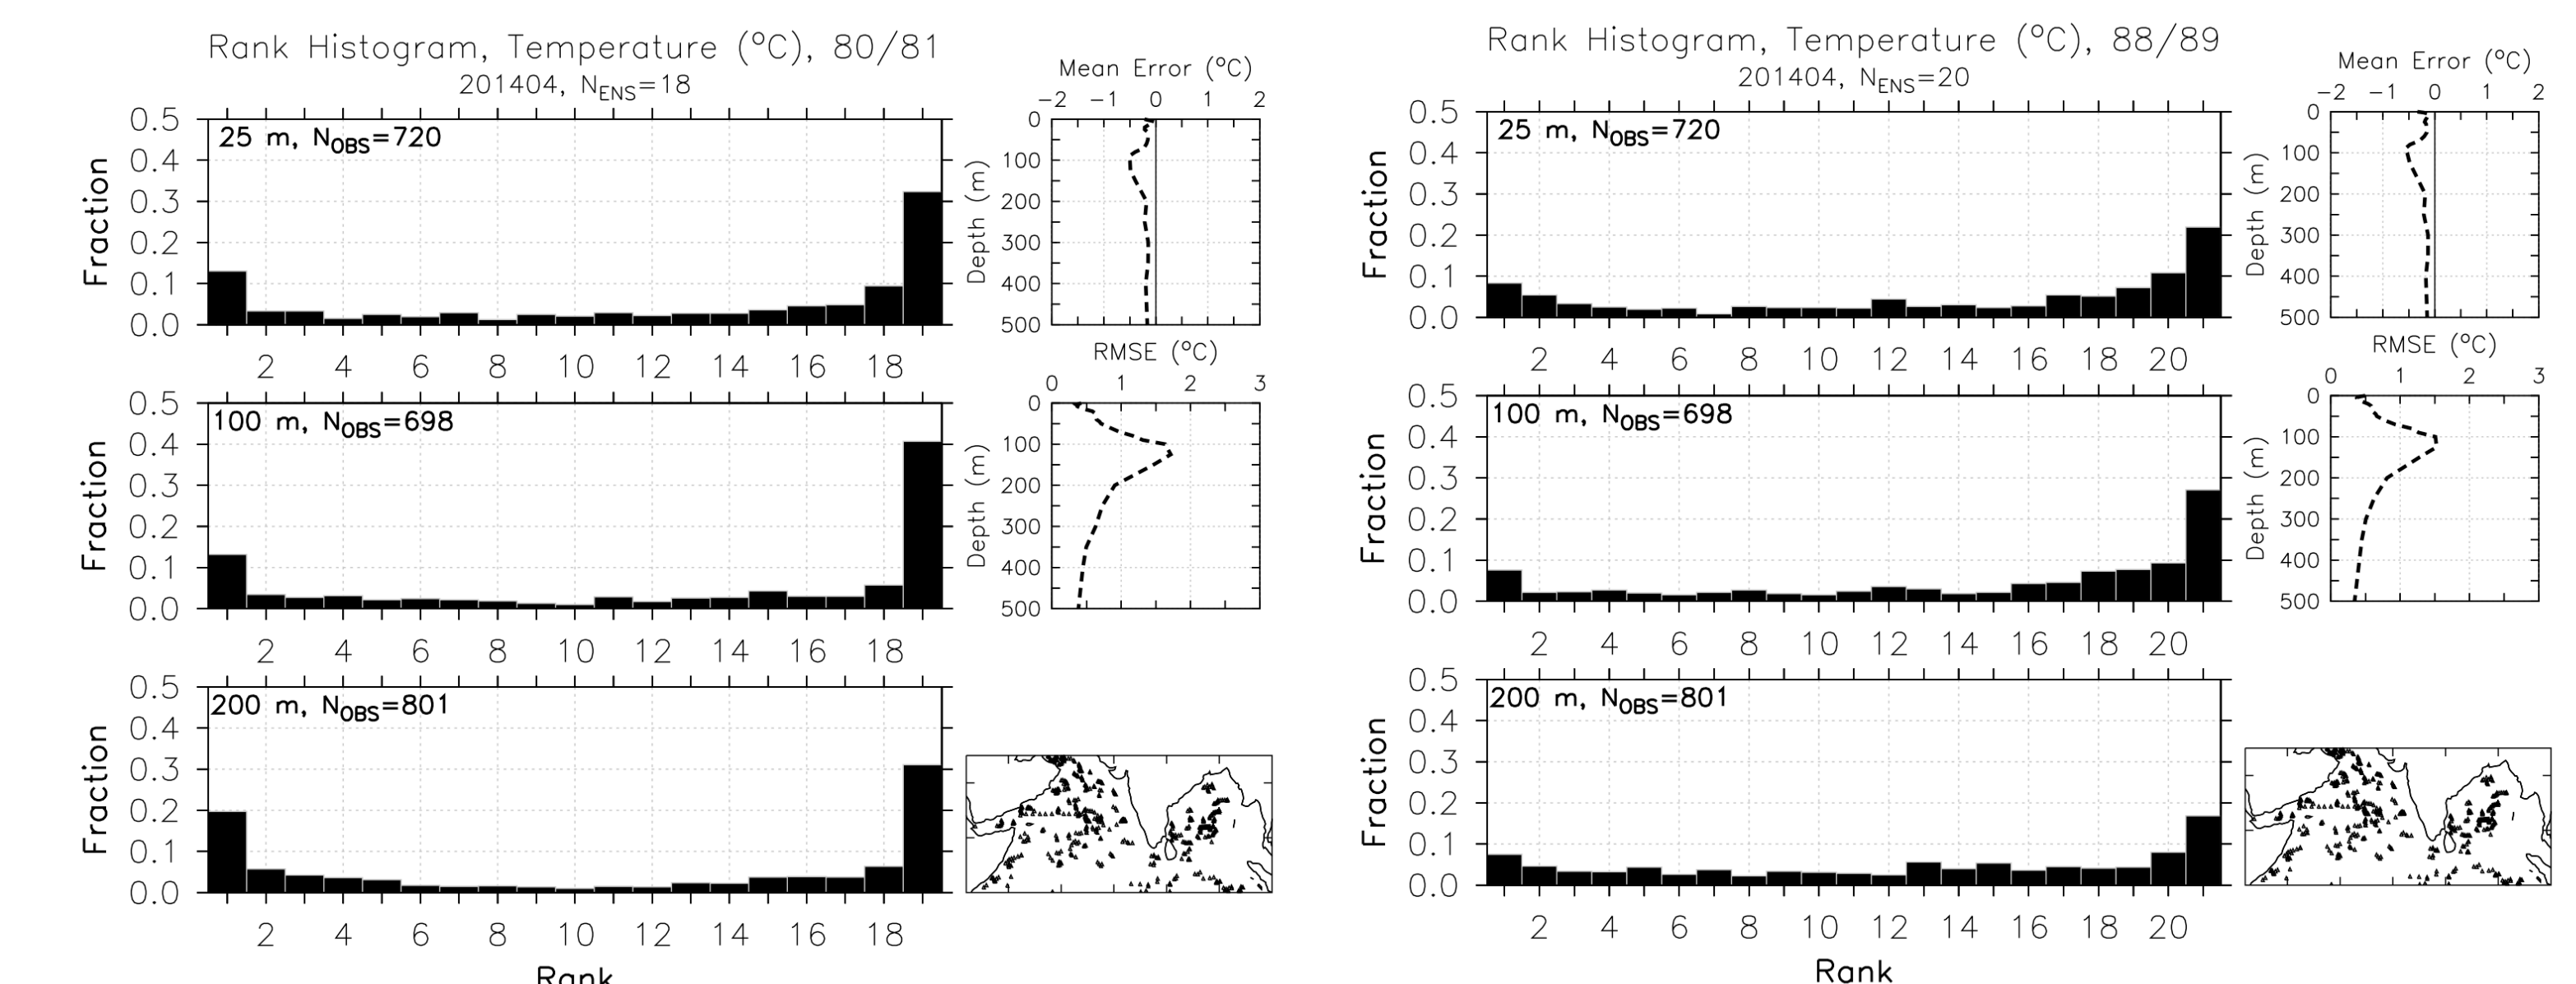 Rank Histogram, Temperature (°C), 80/81
201404, N_ENS=18
0.5
0.4
0.3
0.2
0.1
0.0
Fraction
25 m, N_OBS=720
2 4 6 8 10 12 14 16 18
0.5
0.4
0.3
0.2
0.1
0.0
Fraction
100 m, N_OBS=698
2 4 6 8 10 12 14 16 18
0.5
0.4
0.3
0.2
0.1
0.0
Fraction
200 m, N_OBS=801
2 4 6 8 10 12 14 16 18
Rank
Mean Error (°C)
−2 −1 0 1 2
0
100
200
300
400
500
Depth (m)
RMSE (°C)
0 1 2 3
0
100
200
300
400
500
Depth (m)
Rank Histogram, Temperature (°C), 88/89
201404, N_ENS=20
0.5
0.4
0.3
0.2
0.1
0.0
Fraction
25 m, N_OBS=720
2 4 6 8 10 12 14 16 18 20
0.5
0.4
0.3
0.2
0.1
0.0
Fraction
100 m, N_OBS=698
2 4 6 8 10 12 14 16 18 20
0.5
0.4
0.3
0.2
0.1
0.0
Fraction
200 m, N_OBS=801
2 4 6 8 10 12 14 16 18 20
Rank
Mean Error (°C)
−2 −1 0 1 2
0
100
200
300
400
500
Depth (m)
RMSE (°C)
0 1 2 3
0
100
200
300
400
500
Depth (m)